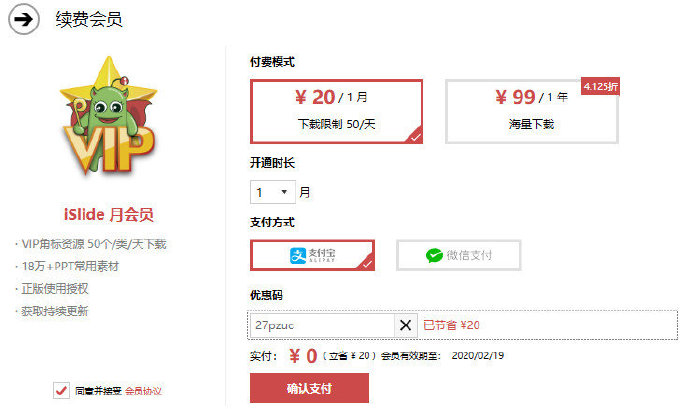 续费会员
VIP
iSlide 月会员
· VIP角标资源 50个/类/天下载
· 18万+PPT常用素材
· 正版使用授权
· 获取持续更新
同意并接受 会员协议
付费模式
¥ 20 / 1 月
下载限制 50/天
4.125折
¥ 99 / 1 年
海量下载
开通时长
1 月
支付方式
支付宝
ALIPAY
微信支付
优惠码
27pzuc 已节省 ¥20
实付： ¥ 0 ( 立省 ¥ 20 ) 会员有效期至： 2020/02/19
确认支付